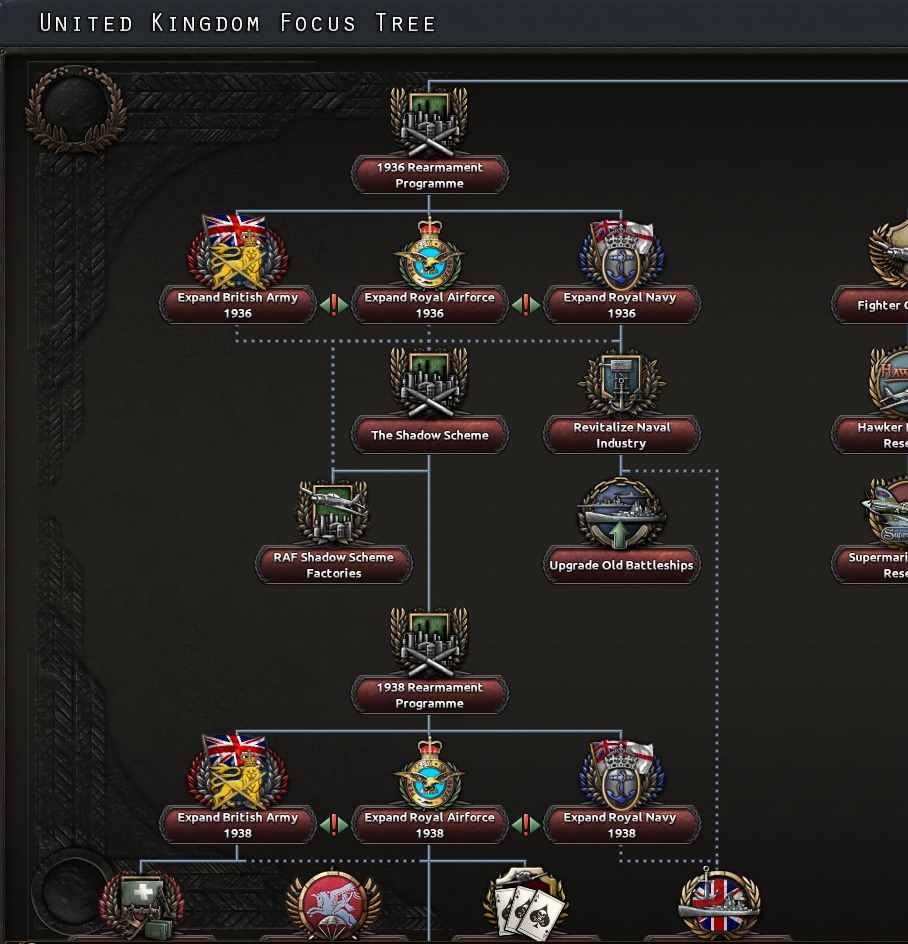 United Kingdom Focus Tree
1936 Rearmament
Programme
Expand British Army
1936
Expand Royal Airforce
1936
Expand Royal Navy
1936
Fighter
The Shadow Scheme
Revitalize Naval
Industry
Hawker
RAF Shadow Scheme
Factories
Upgrade Old Battleships
1938 Rearmament
Programme
Expand British Army
1938
Expand Royal Airforce
1938
Expand Royal Navy
1938